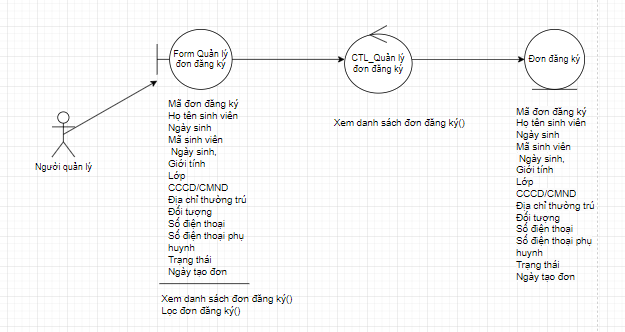 Form Quản lý
đơn đăng ký
CTL_Quản lý
đơn đăng ký
Đơn đăng ký
Người quản lý
Mã đơn đăng ký
Họ tên sinh viên
Ngày sinh
Mã sinh viên
Ngày sinh,
Giới tính
Lớp
CCCD/CMND
Địa chỉ thường trú
Đối tượng
Số điện thoại
Số điện thoại phụ
huynh
Trạng thái
Ngày tạo đơn
Xem danh sách đơn đăng ký()
Lọc đơn đăng ký()
Xem danh sách đơn đăng ký()
Mã đơn đăng ký
Họ tên sinh viên
Ngày sinh
Mã sinh viên
Ngày sinh,
Giới tính
Lớp
CCCD/CMND
Địa chỉ thường trú
Đối tượng
Số điện thoại
Số điện thoại phụ
huynh
Trạng thái
Ngày tạo đơn